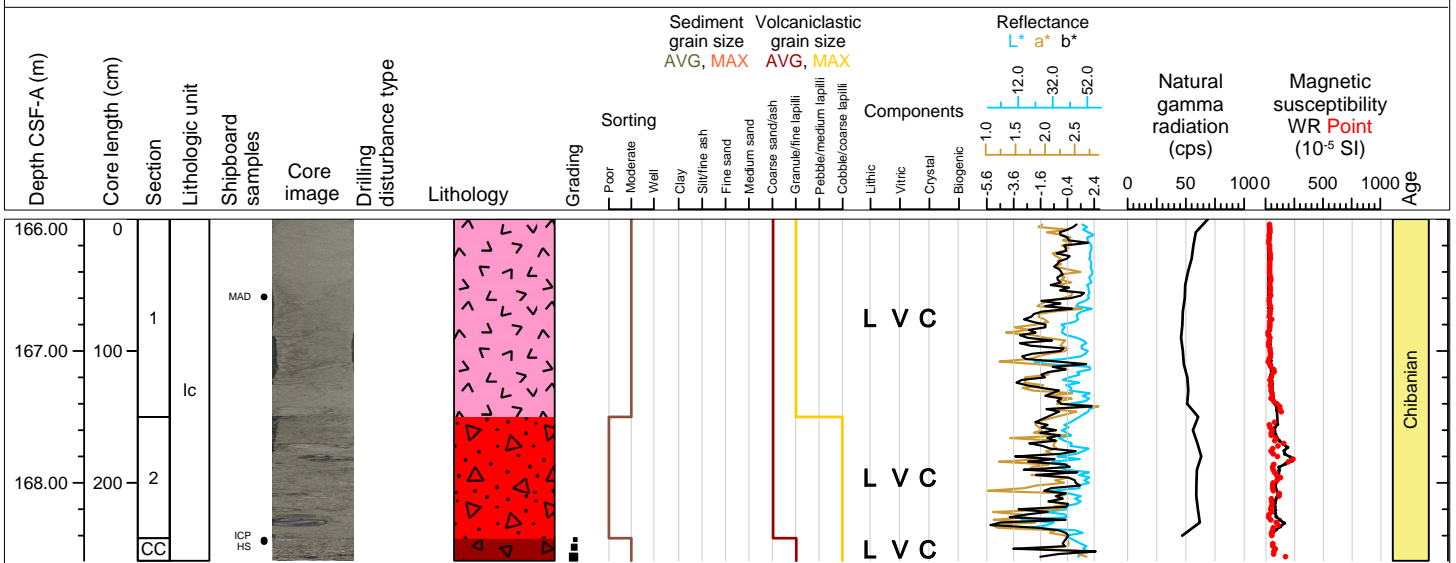 Depth CSF-A (m)
Core length (cm)
Section
Lithologic unit
Shipboard
samples
Core
image
Drilling
disturbance type
Lithology
Grading
Sorting
Poor
Moderate
Well
Sediment
grain size
AVG, MAX
Volcaniclastic
grain size
AVG, MAX
Clay
Silt/fine ash
Fine sand
Medium sand
Coarse sand/ash
Granule/fine lapilli
Pebble/medium lapilli
Cobble/coarse lapilli
Components
Lithic
Vitric
Crystal
Biogenic
Reflectance
L* a* b*
12.0 32.0 52.0
1.0 1.5 2.0 2.5
-5.6 -3.6 -1.6 0.4 2.4
Natural
gamma
radiation
(cps)
0 50 100
Magnetic
susceptibility
WR Point
(10-5 SI)
0 500 1000
Age
166.00 0
MAD
1
L V C
167.00 100
Ic
Chibanian
168.00 200
2
L V C
ICP
HS
CC
L V C